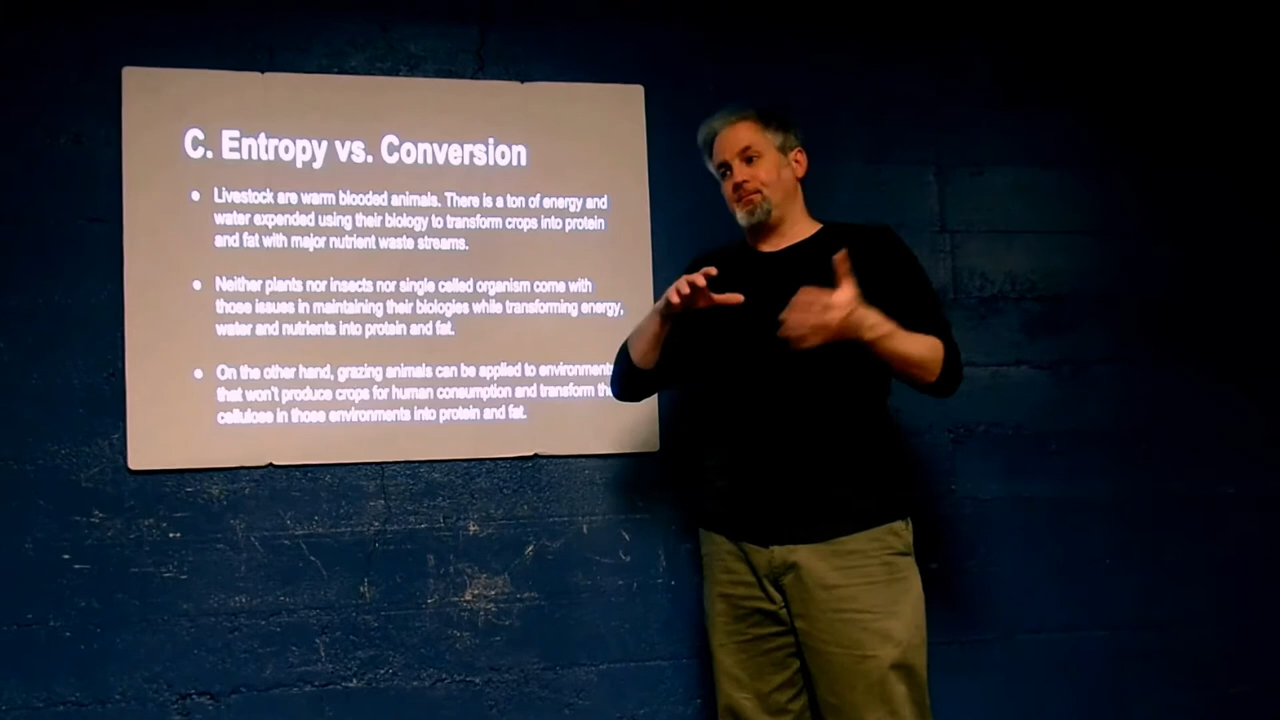 C. Entropy vs. Conversion
● Livestock are warm blooded animals. There is a ton of energy and
water expended using their biology to transform crops into protein
and fat with major nutrient waste streams.
● Neither plants nor insects nor single celled organism come with
those issues in maintaining their biologies while transforming energy,
water and nutrients into protein and fat.
● On the other hand, grazing animals can be applied to environments
that won't produce crops for human consumption and transform
cellulose in those environments into protein and fat.